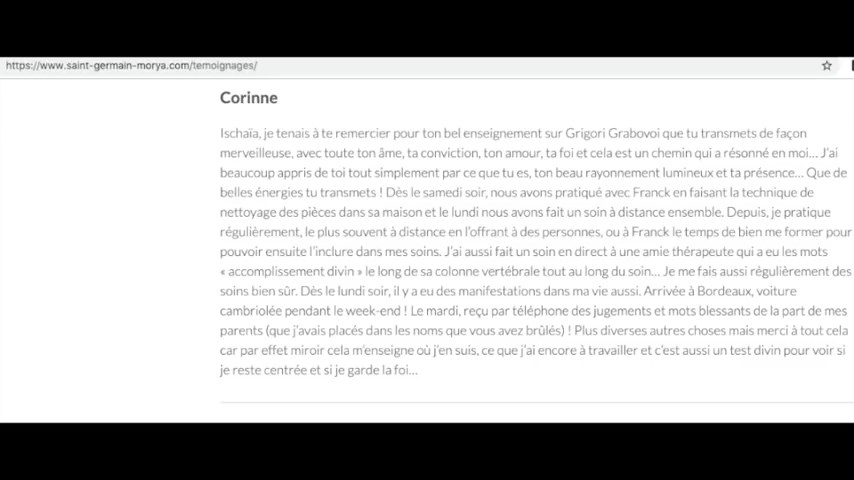 https://www.saint-germain-morya.com/temoignages/
Corinne
Ischaïa, je tenais à te remercier pour ton bel enseignement sur Grigori Grabovoi que tu transmets de façon
merveilleuse, avec toute ton âme, ta conviction, ton amour, ta foi et cela est un chemin qui a résonné en moi... J'ai
beaucoup appris de toi tout simplement par ce que tu es, ton beau rayonnement lumineux et ta présence... Que de
belles énergies tu transmets ! Dès le samedi soir, nous avons pratiqué avec Franck en faisant la technique de
nettoyage des pièces dans sa maison et le lundi nous avons fait un soin à distance ensemble. Depuis, je pratique
régulièrement, le plus souvent à distance en l'offrant à des personnes, ou à Franck le temps de bien me former pour
pouvoir ensuite l'inclure dans mes soins. J'ai aussi fait un soin en direct à une amie thérapeute qui a eu les mots
« accomplissement divin » le long de sa colonne vertébrale tout au long du soin... Je me fais aussi régulièrement des
soins bien sûr. Dès le lundi soir, il y a eu des manifestations dans ma vie aussi. Arrivée à Bordeaux, voiture
cambriolée pendant le week-end ! Le mardi, reçu par téléphone des jugements et mots blessants de la part de mes
parents (que j'avais placés dans les noms que vous avez brûlés) ! Plus diverses autres choses mais merci à tout cela
car par effet miroir cela m'enseigne où j'en suis, ce que j'ai encore à travailler et c'est aussi un test divin pour voir si
je reste centrée et si je garde la foi...